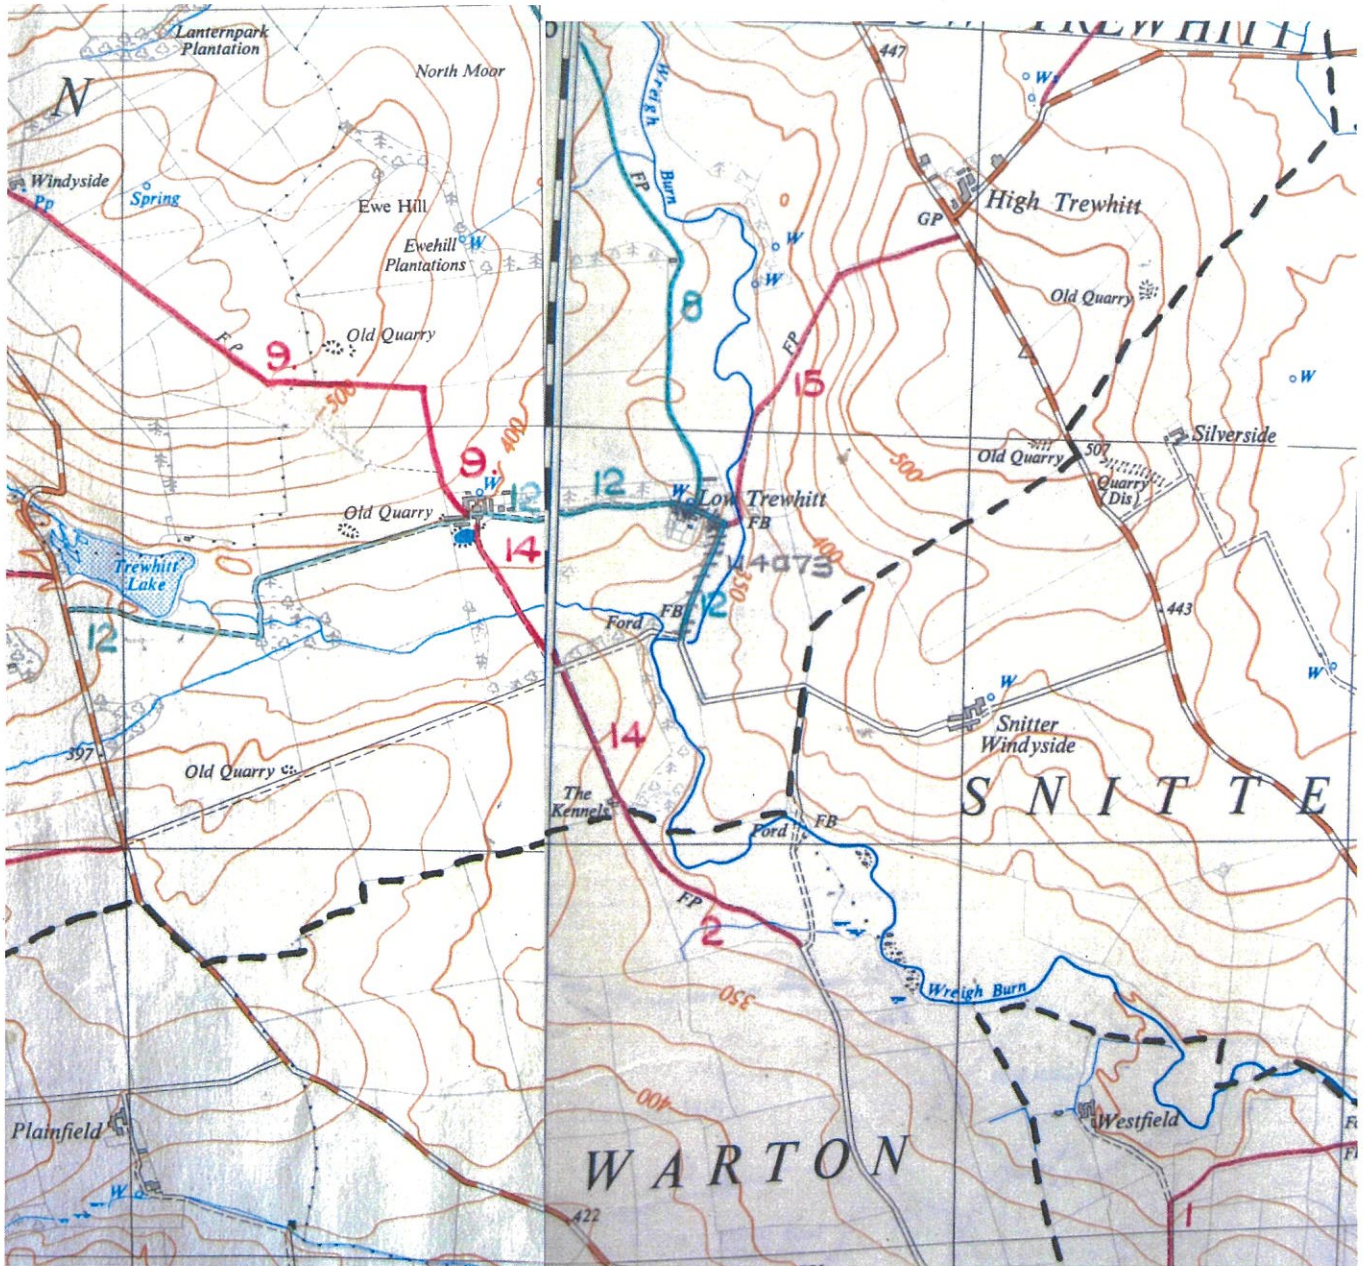 Lanternpark
Plantation
North Moor
N
Windyside
Pp
Spring
Ewe Hill
Ewehill
Plantations
W
FP
9.
Old Quarry
500
400
9.
W
12
Old Quarry
14
Trewhitt
Lake
12
397
Old Quarry
Plainfield
W
LOW TREWHITT
447
Wreigh
Burn
FP
W
W
W
High Trewhitt
GP
8
FP
15
Old Quarry
W
Silverside
Old Quarry
507
Quarry
(Dis)
500
12
W
Low Trewhitt
FB
400
4073
350
12
FB
Ford
443
W
W
Snitter
Windyside
14
The
Kennels
SNITTE
Ford
FB
FP
2
350
Wreigh Burn
400
Westfield
WARTON
422
1